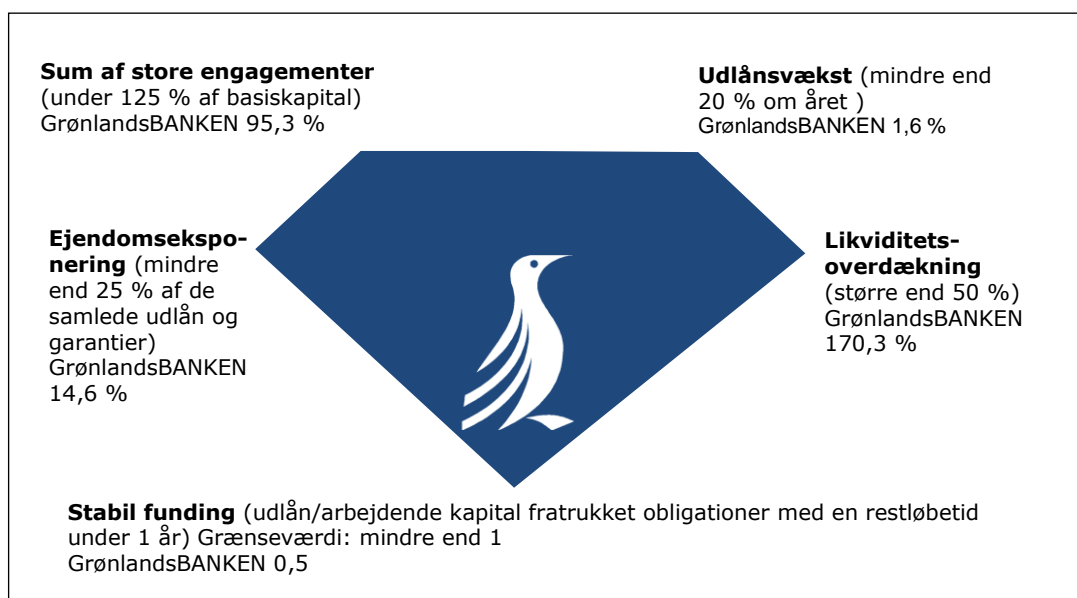 Sum af store engagementer
(under 125 % af basiskapital)
GrønlandsBANKEN 95,3 %
Udlånsvækst (mindre end
20 % om året )
GrønlandsBANKEN 1,6 %
Ejendomsekspo-
nering (mindre
end 25 % af de
samlede udlån og
garantier)
GrønlandsBANKEN
14,6 %
Likviditets-
overdækning
(større end 50 %)
GrønlandsBANKEN
170,3 %
Stabil funding (udlån/arbejdende kapital fratrukket obligationer med en restløbetid
under 1 år) Grænseværdi: mindre end 1
GrønlandsBANKEN 0,5